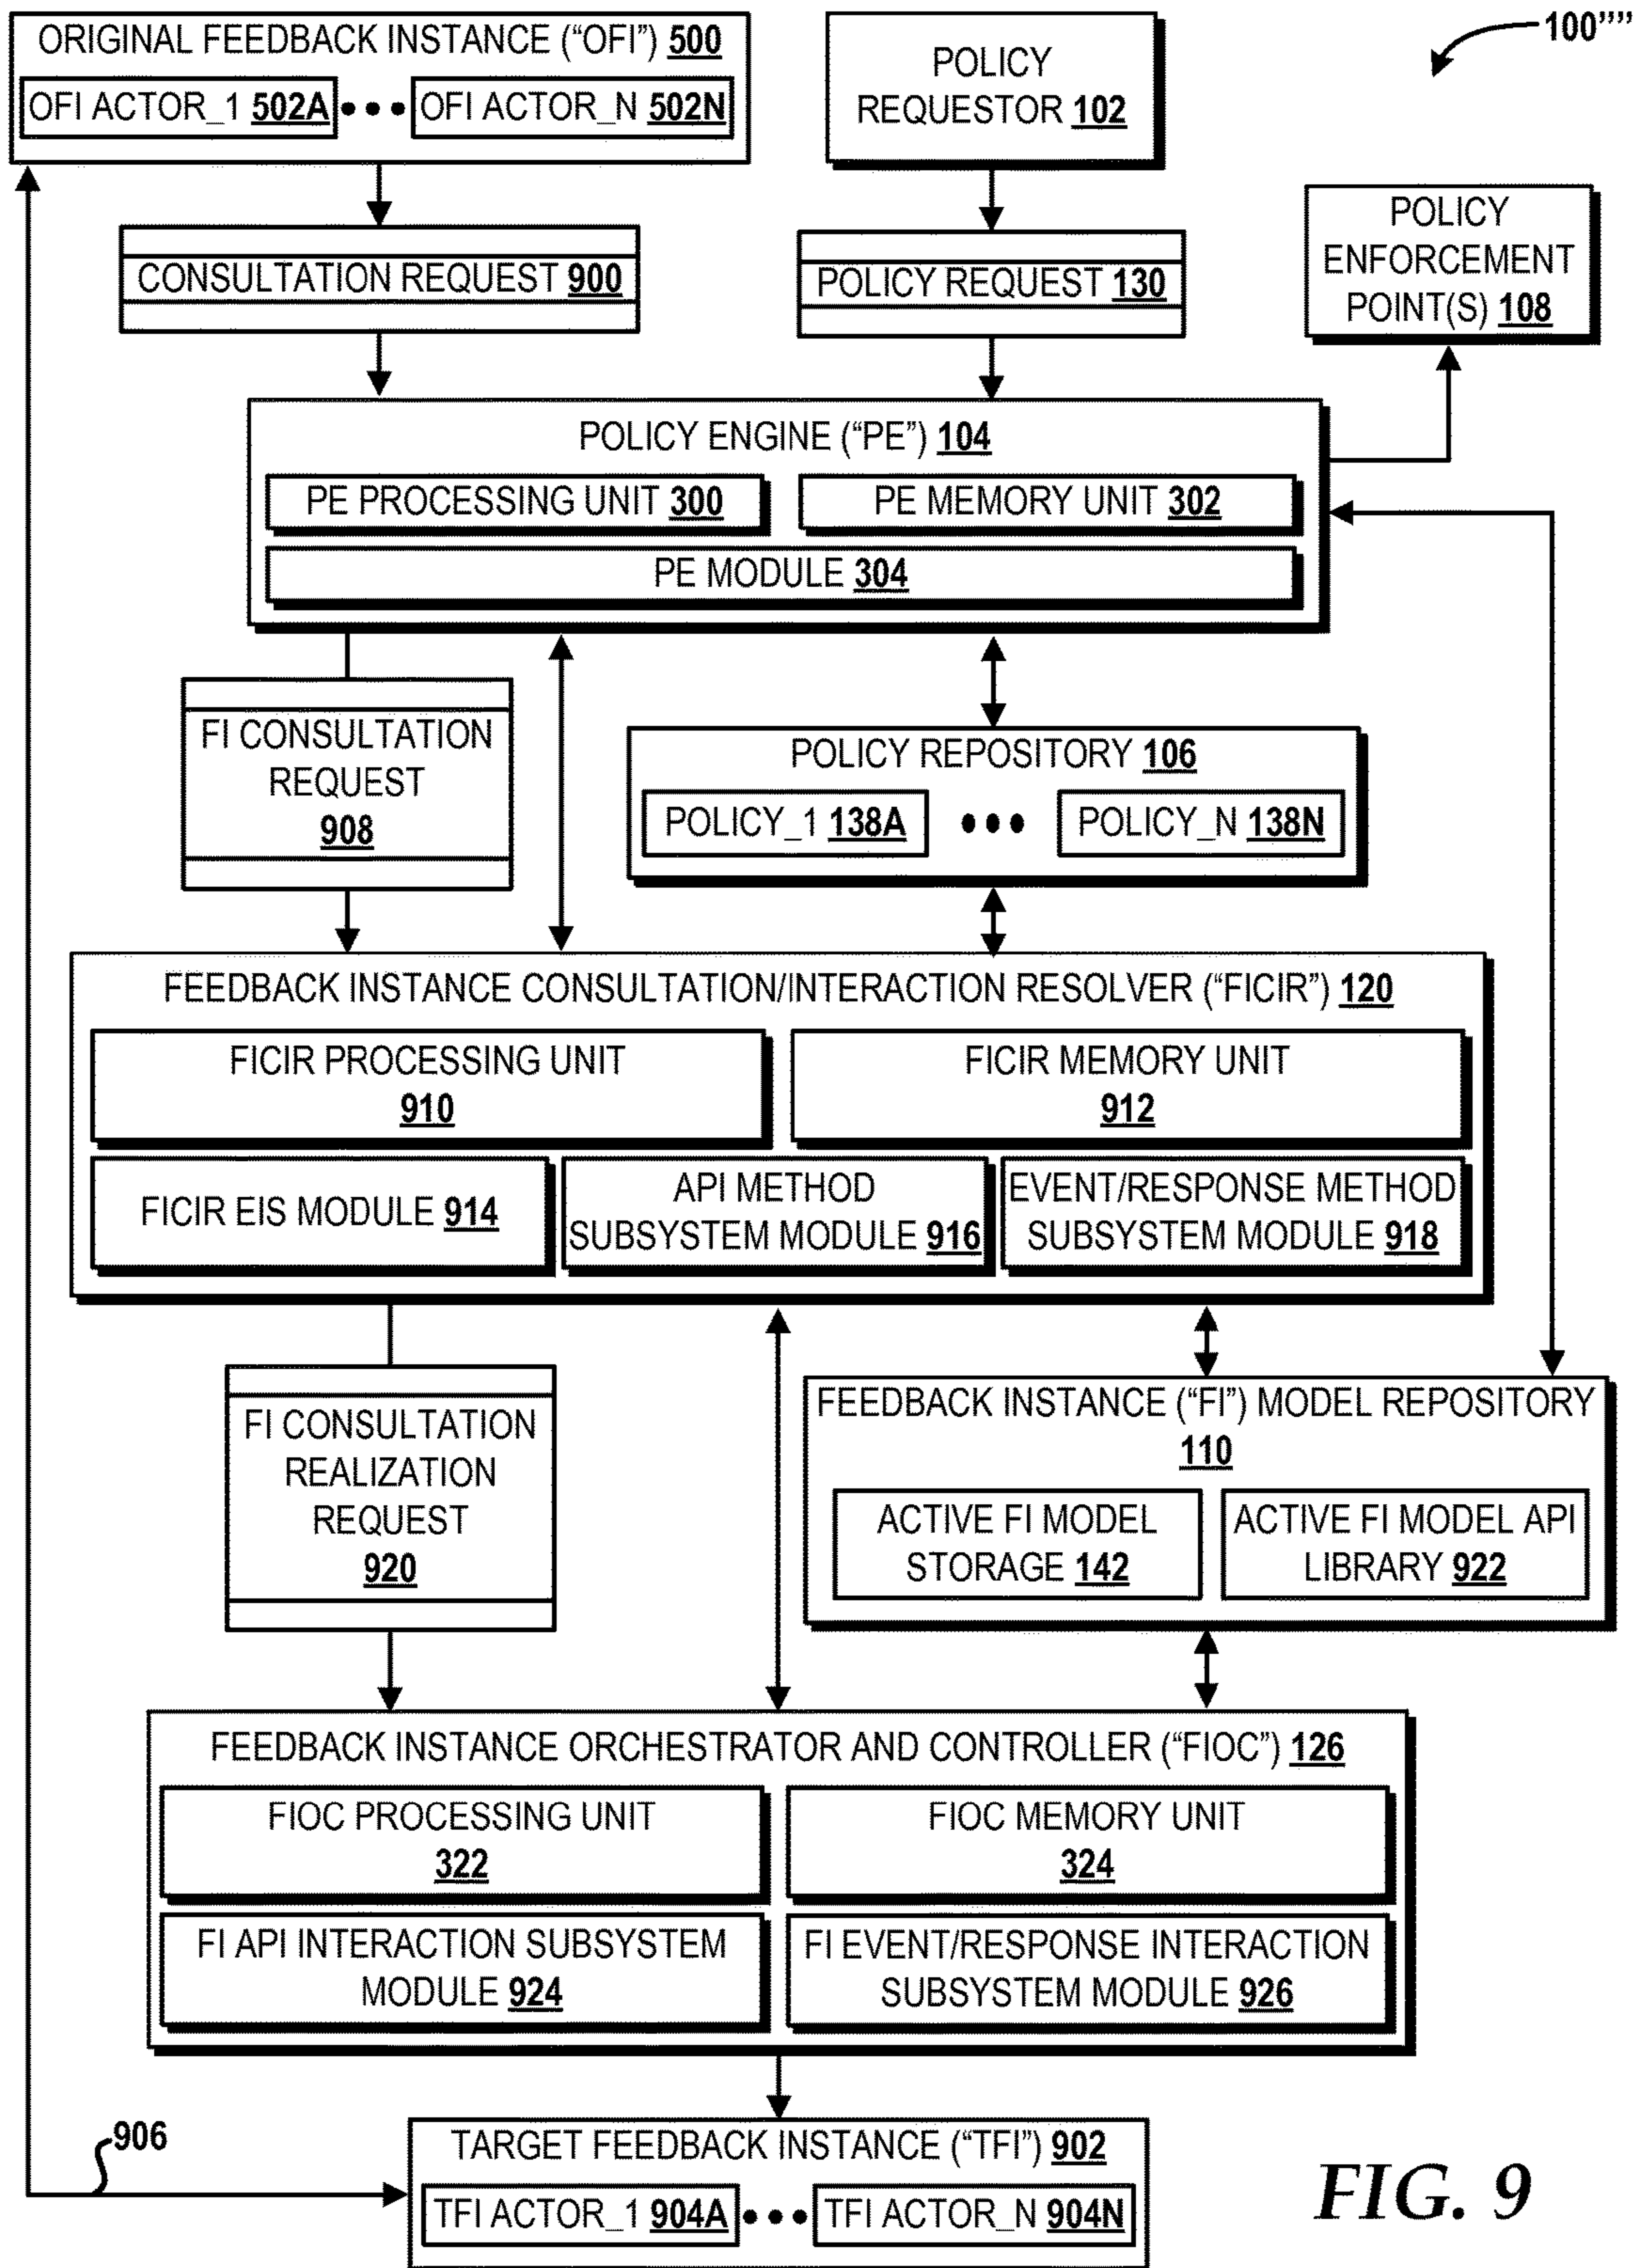 100''''
ORIGINAL FEEDBACK INSTANCE (“OFI”) 500
OFI ACTOR_1 502A
OFI ACTOR_N 502N
POLICY
REQUESTOR 102
CONSULTATION REQUEST 900
POLICY REQUEST 130
POLICY
ENFORCEMENT
POINT(S) 108
POLICY ENGINE (“PE”) 104
PE PROCESSING UNIT 300
PE MEMORY UNIT 302
PE MODULE 304
FI CONSULTATION
REQUEST
908
POLICY REPOSITORY 106
POLICY_1 138A
POLICY_N 138N
FEEDBACK INSTANCE CONSULTATION/INTERACTION RESOLVER (“FICIR”) 120
FICIR PROCESSING UNIT
910
FICIR MEMORY UNIT
912
FICIR EIS MODULE 914
API METHOD
SUBSYSTEM MODULE 916
EVENT/RESPONSE METHOD
SUBSYSTEM MODULE 918
FI CONSULTATION
REALIZATION
REQUEST
920
FEEDBACK INSTANCE (“FI”) MODEL REPOSITORY
110
ACTIVE FI MODEL
STORAGE 142
ACTIVE FI MODEL API
LIBRARY 922
FEEDBACK INSTANCE ORCHESTRATOR AND CONTROLLER (“FIOC”) 126
FIOC PROCESSING UNIT
322
FIOC MEMORY UNIT
324
FI API INTERACTION SUBSYSTEM
MODULE 924
FI EVENT/RESPONSE INTERACTION
SUBSYSTEM MODULE 926
906
TARGET FEEDBACK INSTANCE (“TFI”) 902
TFI ACTOR_1 904A
TFI ACTOR_N 904N
FIG. 9